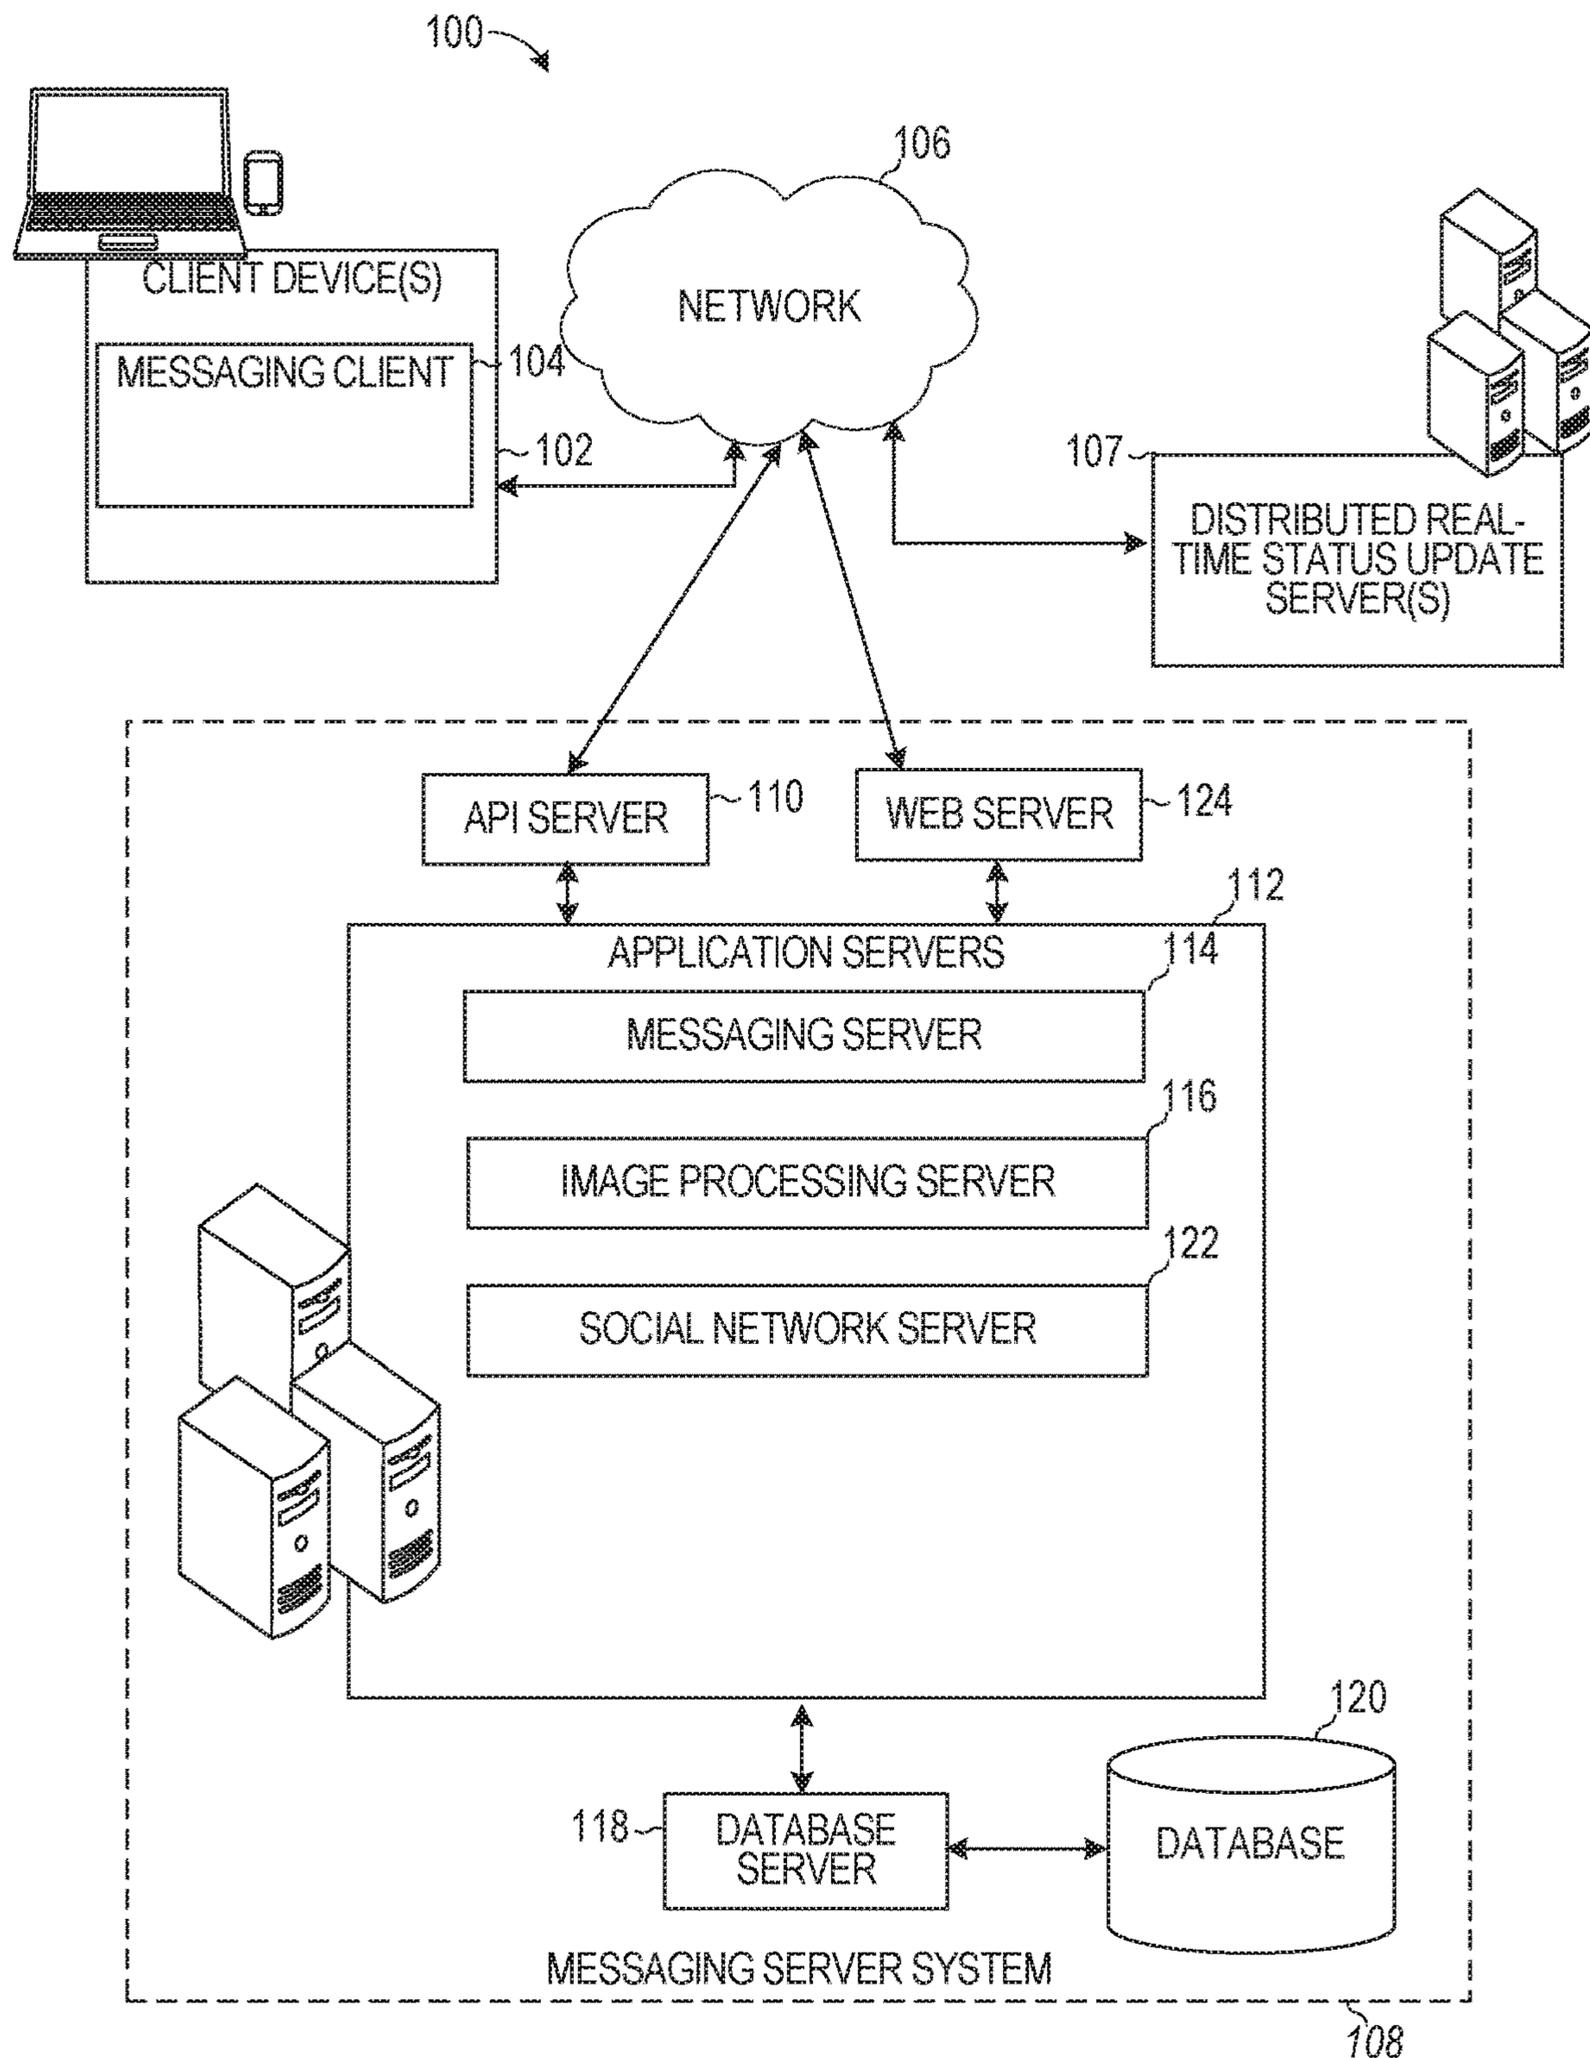 100
106
CLIENT DEVICE(S)
NETWORK
MESSAGING CLIENT
104
102
107
DISTRIBUTED REAL-
TIME STATUS UPDATE
SERVER(S)
API SERVER
110
WEB SERVER
124
112
APPLICATION SERVERS
114
MESSAGING SERVER
116
IMAGE PROCESSING SERVER
122
SOCIAL NETWORK SERVER
120
118
DATABASE
SERVER
DATABASE
MESSAGING SERVER SYSTEM
108